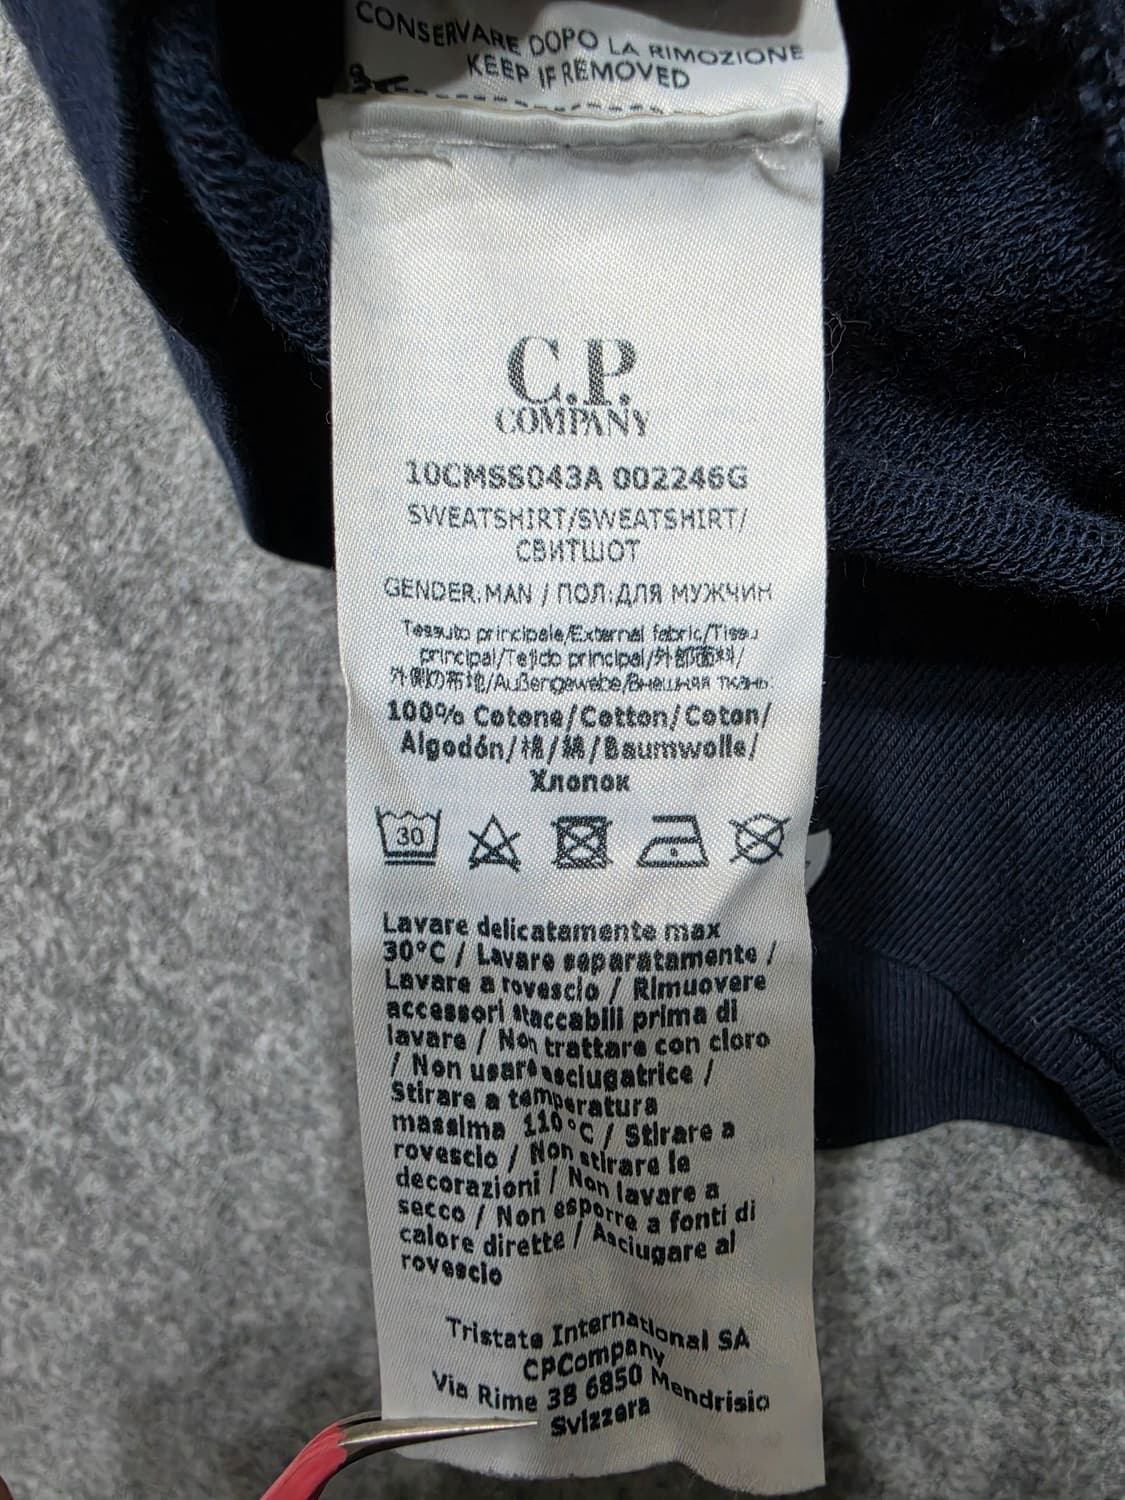 CONSERVARE DOPO LA RIMOZIONE
KEEP IF REMOVED
C.P.
COMPANY
10CMSS043A 002246G
SWEATSHIRT/SWEATSHIRT/
СВИТШОТ
GENDER:MAN / ПОЛ:ДЛЯ МУЖЧИН
Tessuto principale/External fabric/Tissu
principal/Tejido principal/外部面料/
外側の布地/Außengewebe/Внешняя ткань:
100% Cotone/Cotton/Coton/
Algodón/棉/綿/Baumwolle/
Хлопок
30
Lavare delicatamente max
30°C / Lavare separatamente /
Lavare a rovescio / Rimuovere
accessori staccabili prima di
lavare / Non trattare con cloro
/ Non usare asciugatrice /
Stirare a temperatura
massima 110°C / Stirare a
rovescio / Non stirare le
decorazioni / Non lavare a
secco / Non esporre a fonti di
calore dirette / Asciugare al
rovescio
Tristate International SA
CPCompany
Via Rime 38 6850 Mendrisio
Svizzera